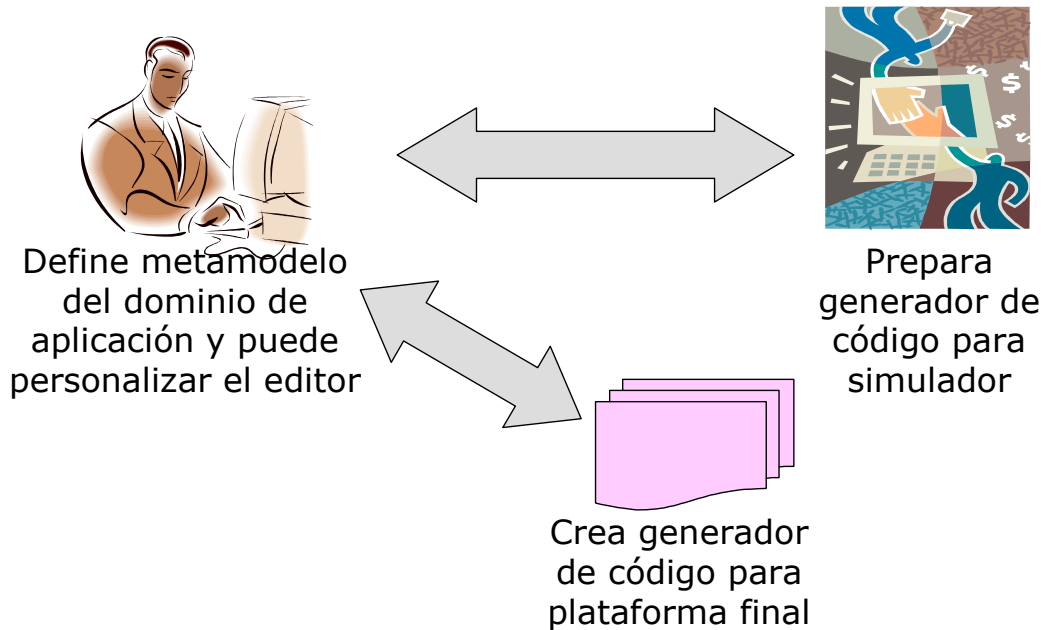 Define metamodelo
del dominio de
aplicación y puede
personalizar el editor
Prepara
generador de
código para
simulador
Crea generador
de código para
plataforma final